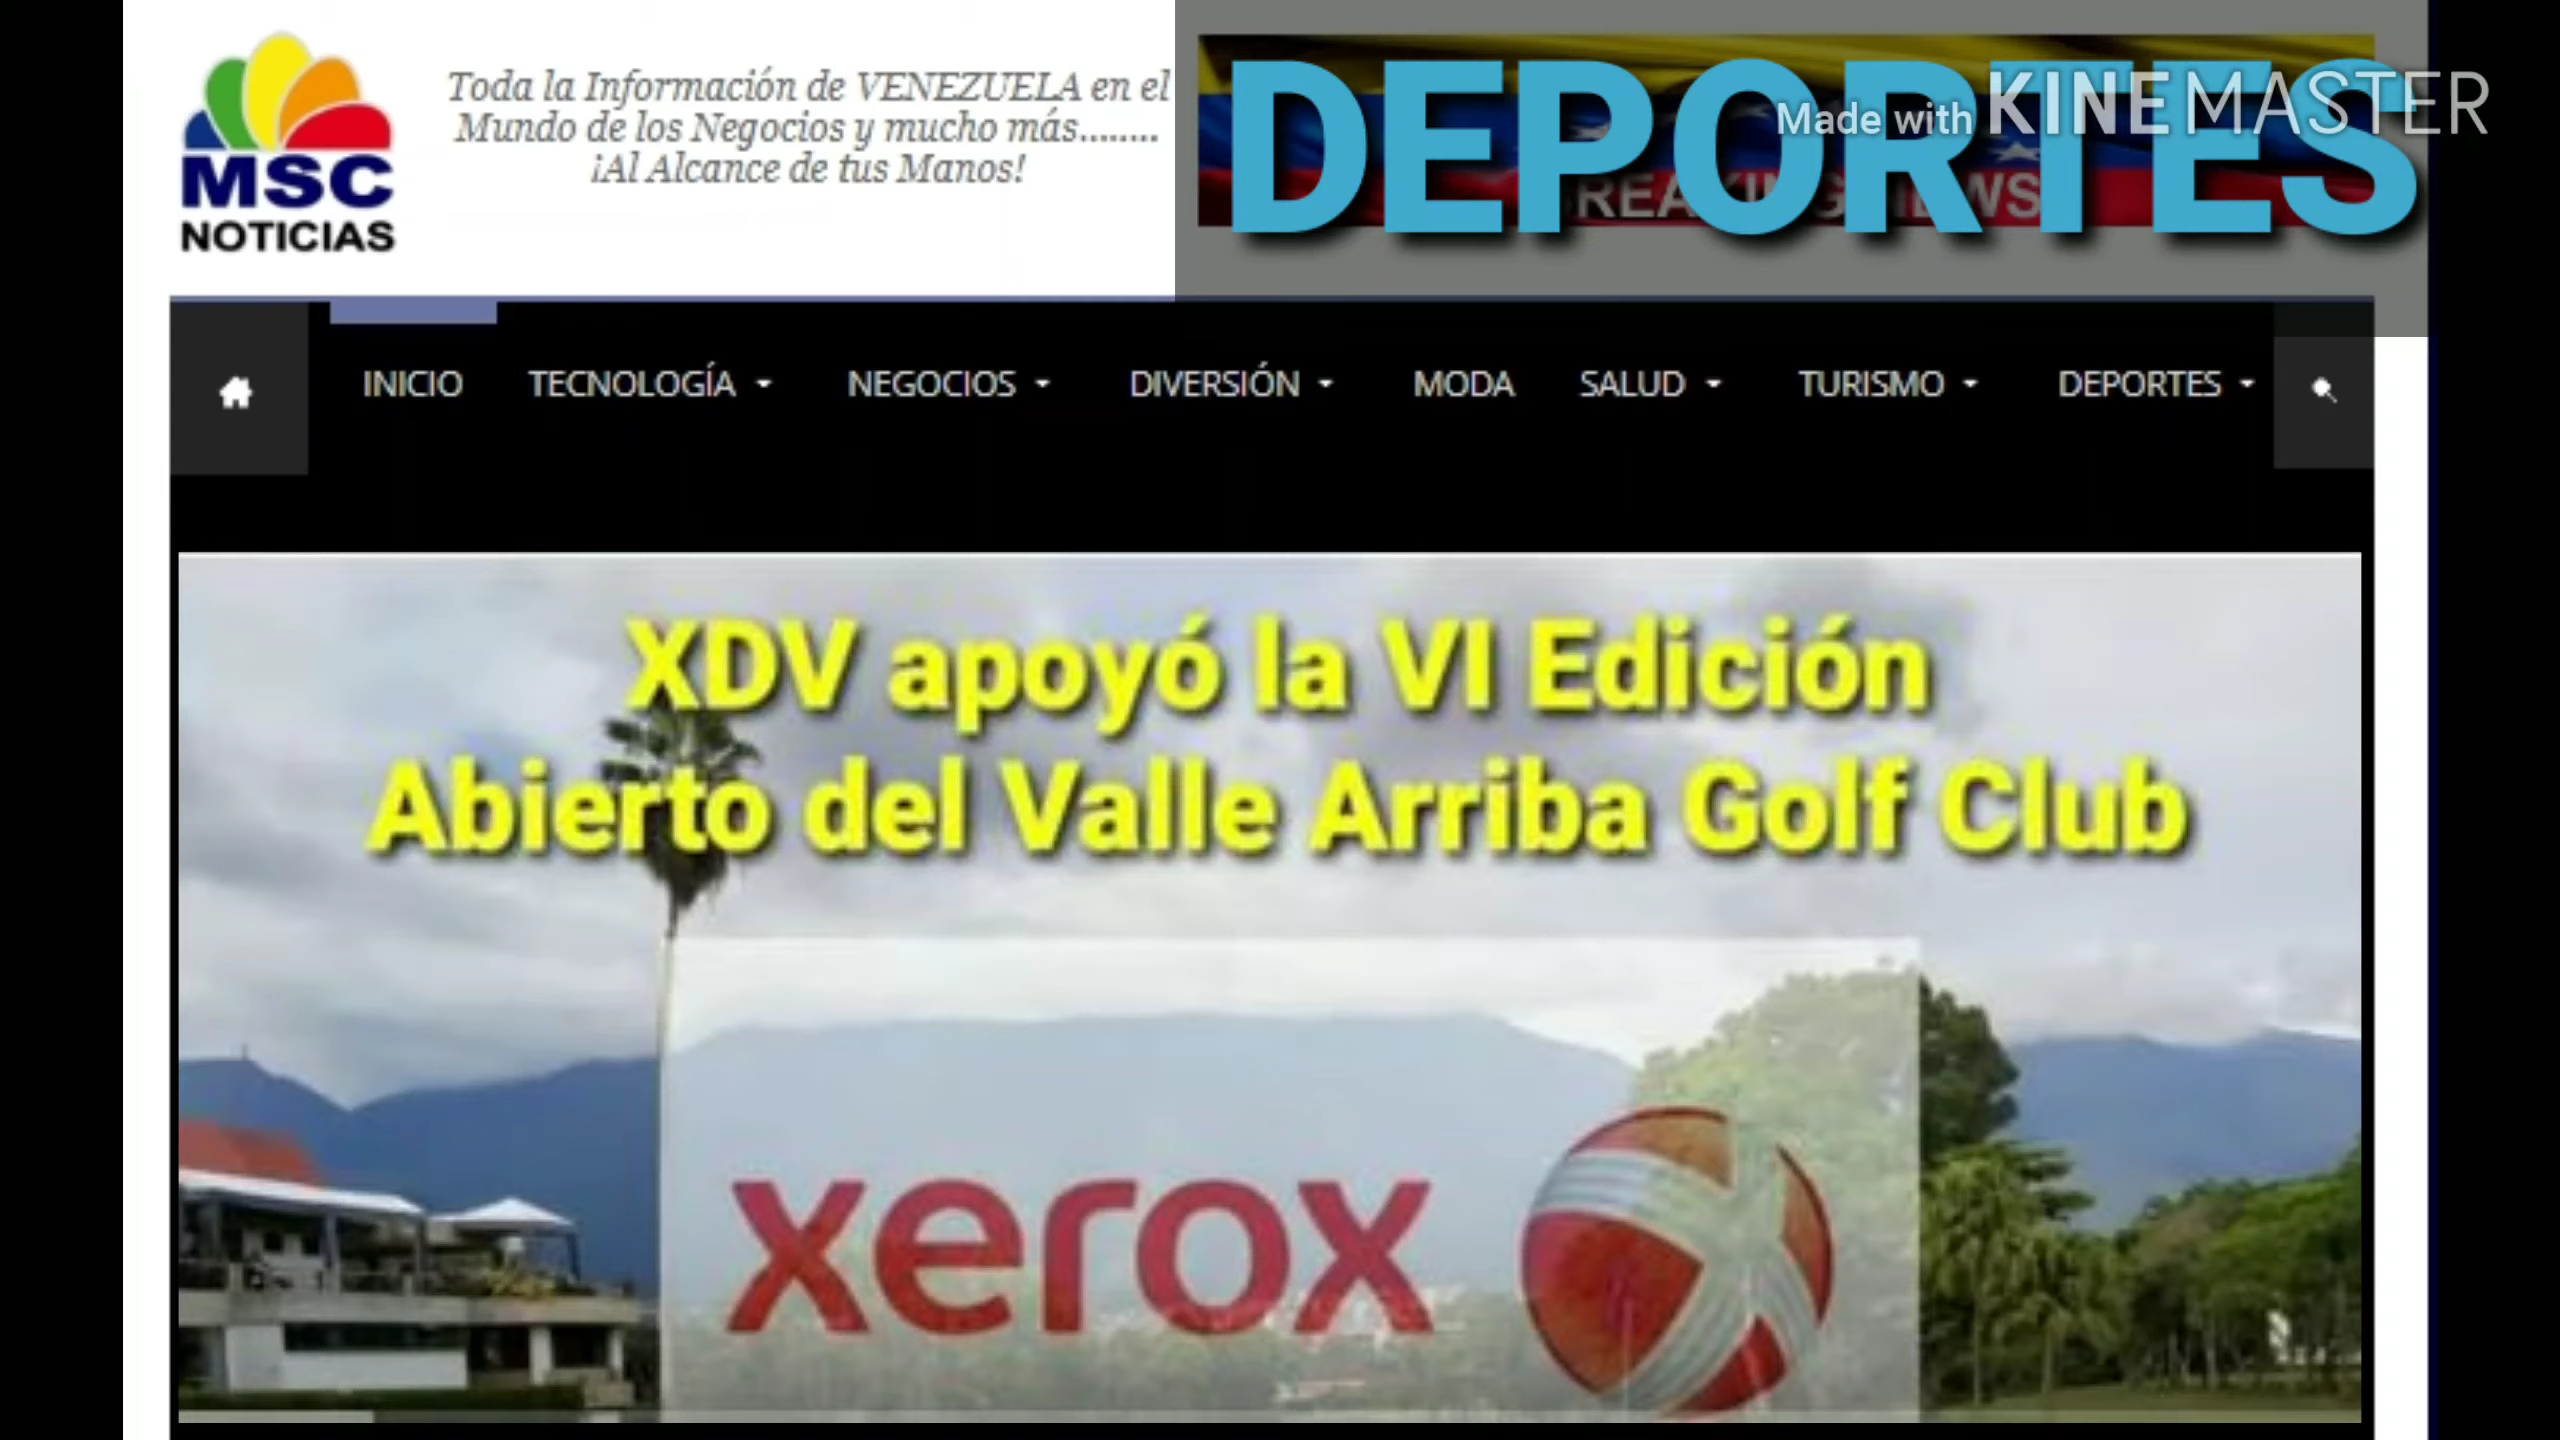 MSC
NOTICIAS
Toda la Información de VENEZUELA en el
Mundo de los Negocios y mucho más........
¡Al Alcance de tus Manos!
DEPORTES
Made with KINEMASTER
INICIO TECNOLOGÍA NEGOCIOS DIVERSIÓN MODA SALUD TURISMO DEPORTES
XDV apoyó la VI Edición
Abierto del Valle Arriba Golf Club
xerox